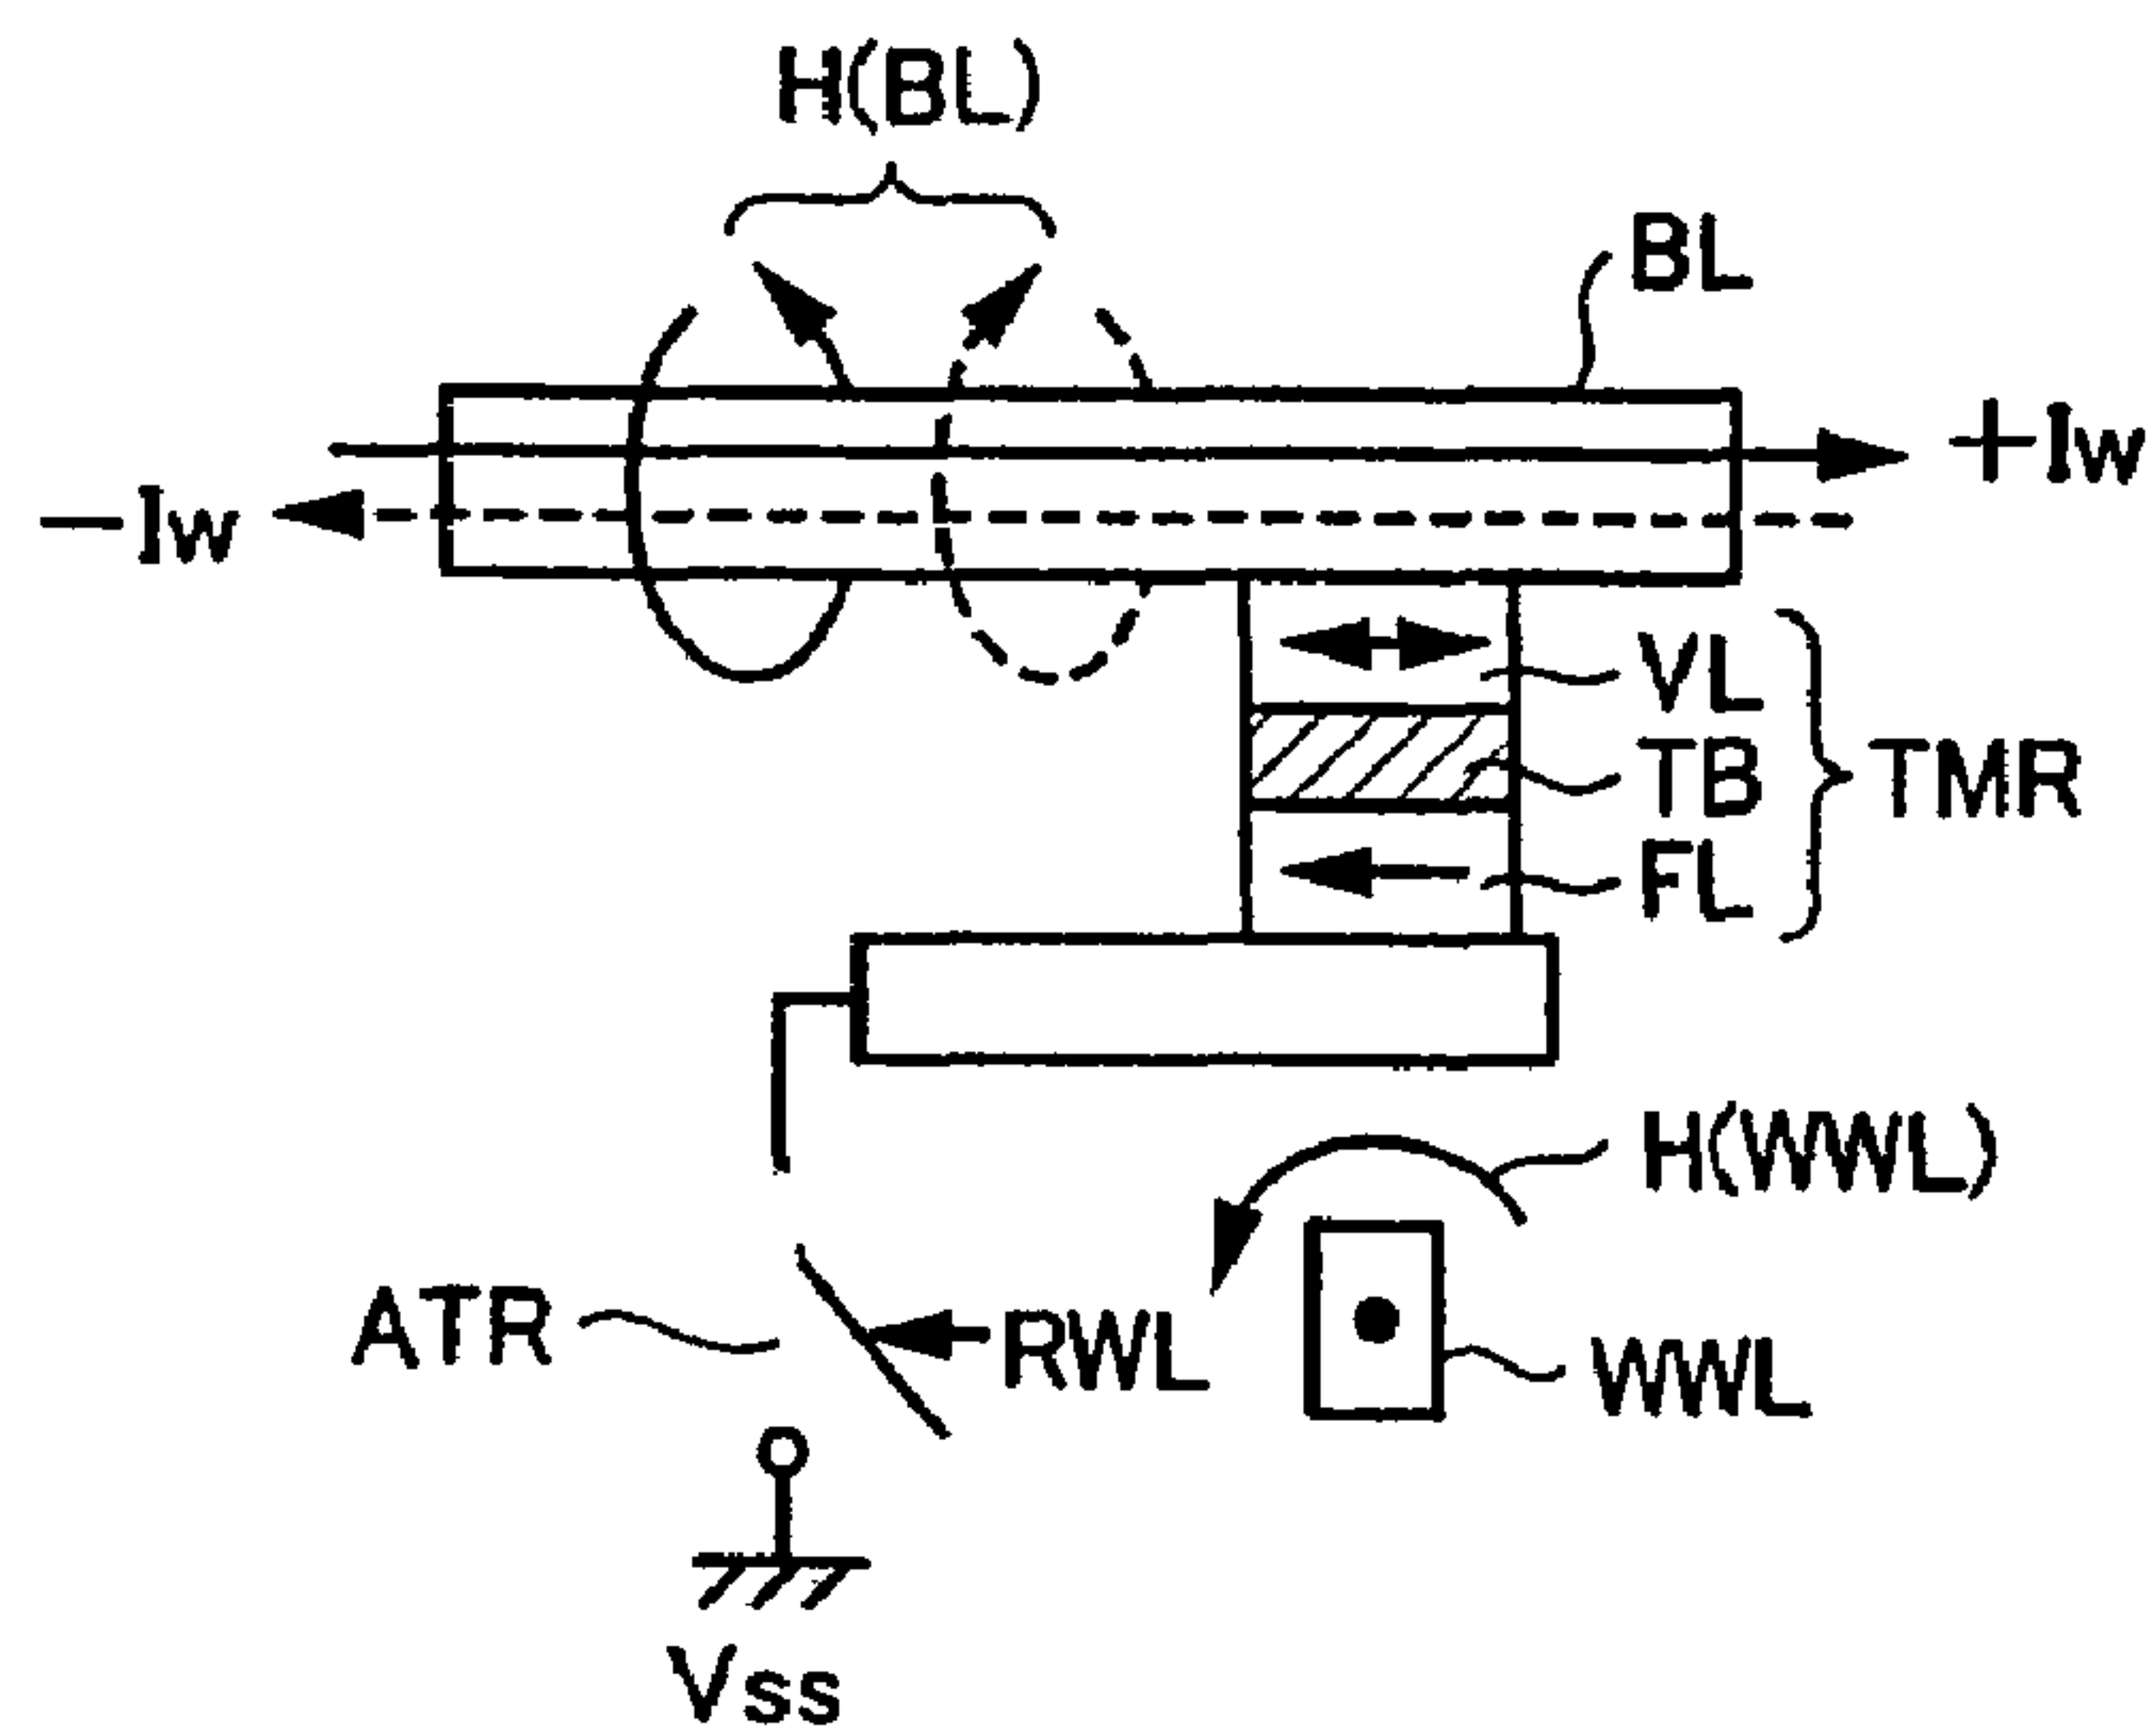 H(BL)
BL
+Iw
−Iw
VL
TB
TMR
FL
H(WWL)
ATR
RWL
WWL
Vss